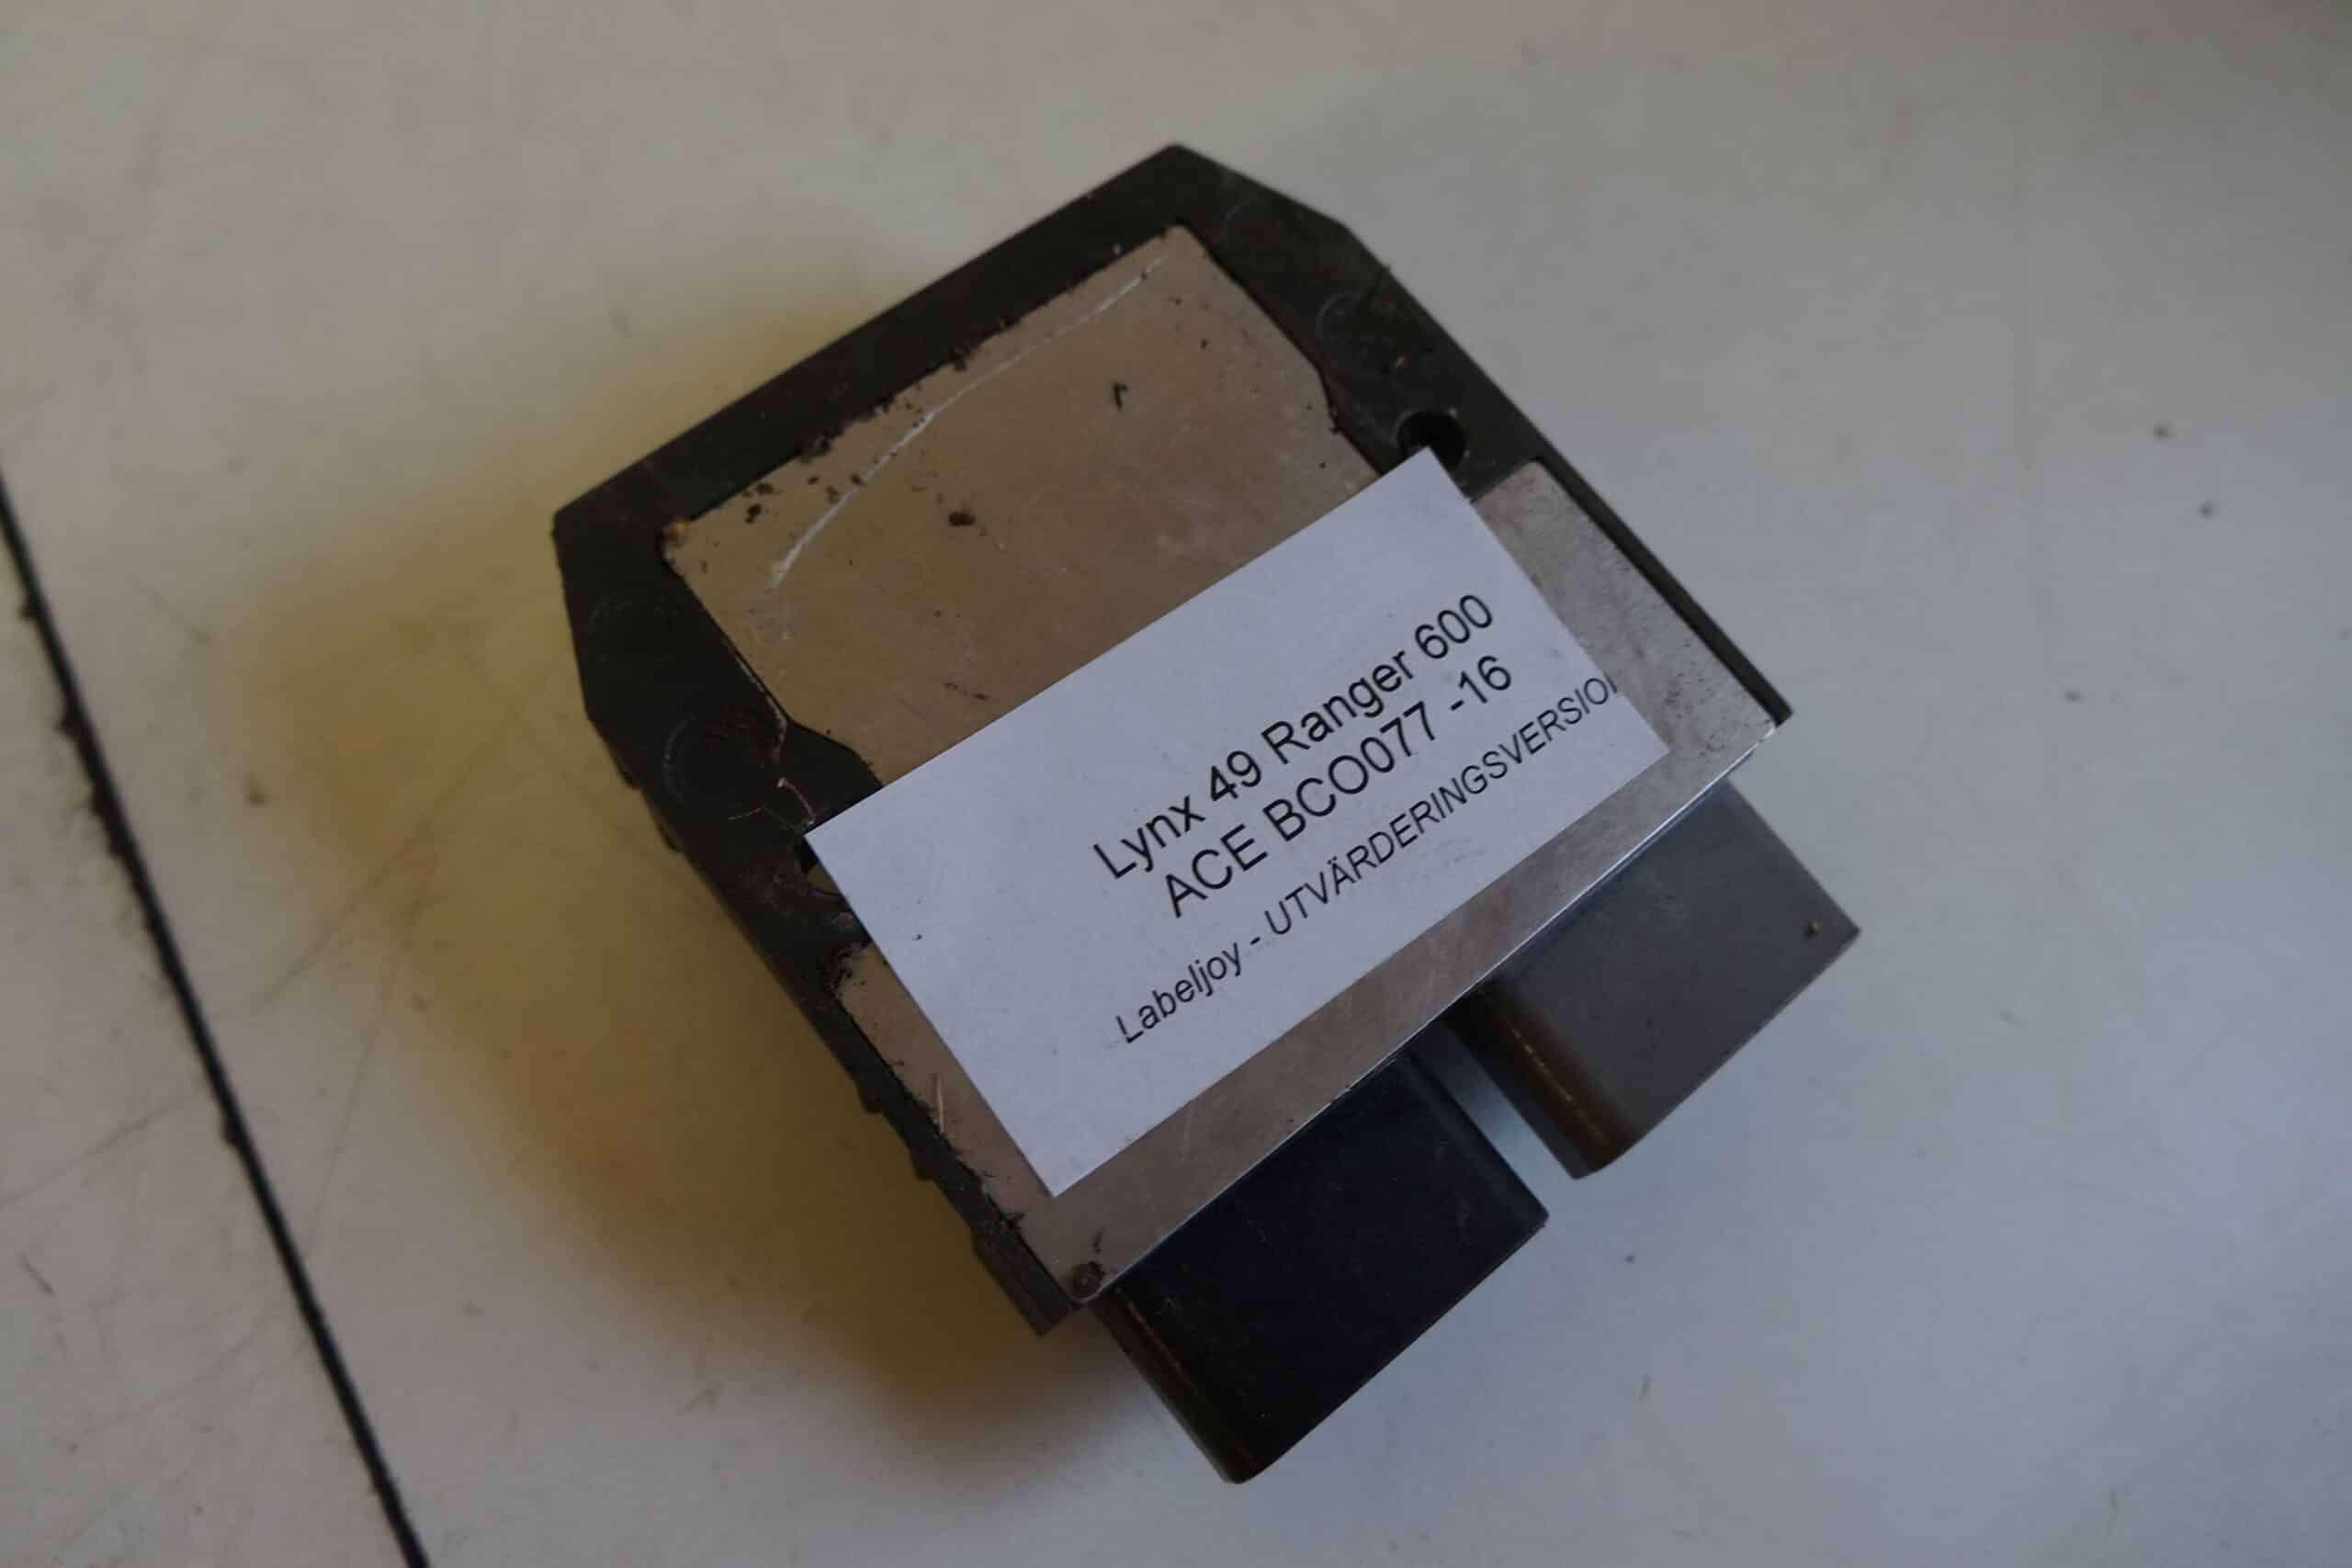 Lynx 49 Ranger 600
ACE BCO077 -16
Labeljoy - UTVÄRDERINGSVERSION